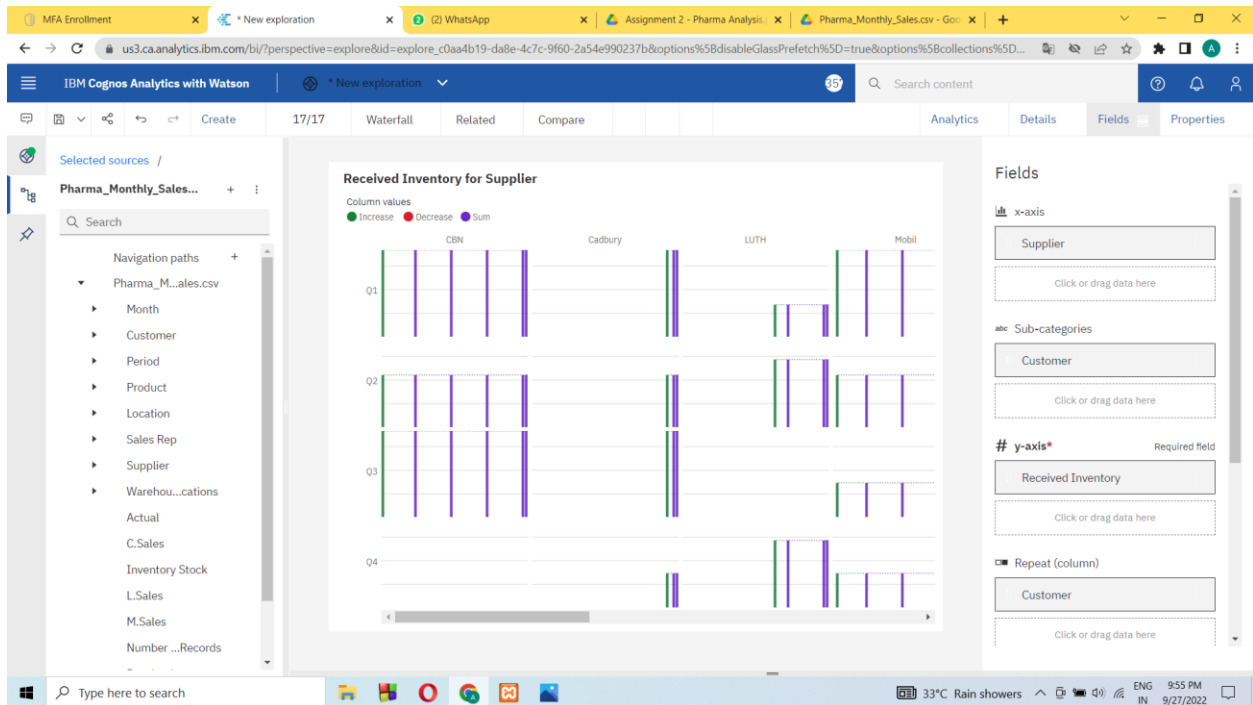 MFA Enrollment
* New exploration
(2) WhatsApp
Assignment 2 - Pharma Analysis.
Pharma_Monthly_Sales.csv - Goo
us3.ca.analytics.ibm.com/bi/?perspective=explore&id=explore_c0aa4b19-da8e-4c7c-9f60-2a54e990237b&options%5BdisableGlassPrefetch%5D=true&options%5Bcollections%5D...
A
IBM Cognos Analytics with Watson
* New exploration
Search content
Create
17/17
Waterfall
Related
Compare
Analytics
Details
Fields
Properties
Selected sources /
Pharma_Monthly_Sales...
Search
Navigation paths
Pharma_M...ales.csv
Month
Customer
Period
Product
Location
Sales Rep
Supplier
Warehou...cations
Actual
C.Sales
Inventory Stock
L.Sales
M.Sales
Number ...Records
Received Inventory for Supplier
Column values
Increase Decrease Sum
CBN Cadbury LUTH Mobil
Q1
Q2
Q3
Q4
Fields
x-axis
Supplier
Click or drag data here
abc Sub-categories
Customer
Click or drag data here
# y-axis* Required field
Received Inventory
Click or drag data here
Repeat (column)
Customer
Click or drag data here
Type here to search
33°C Rain showers
ENG
IN
9:55 PM
9/27/2022